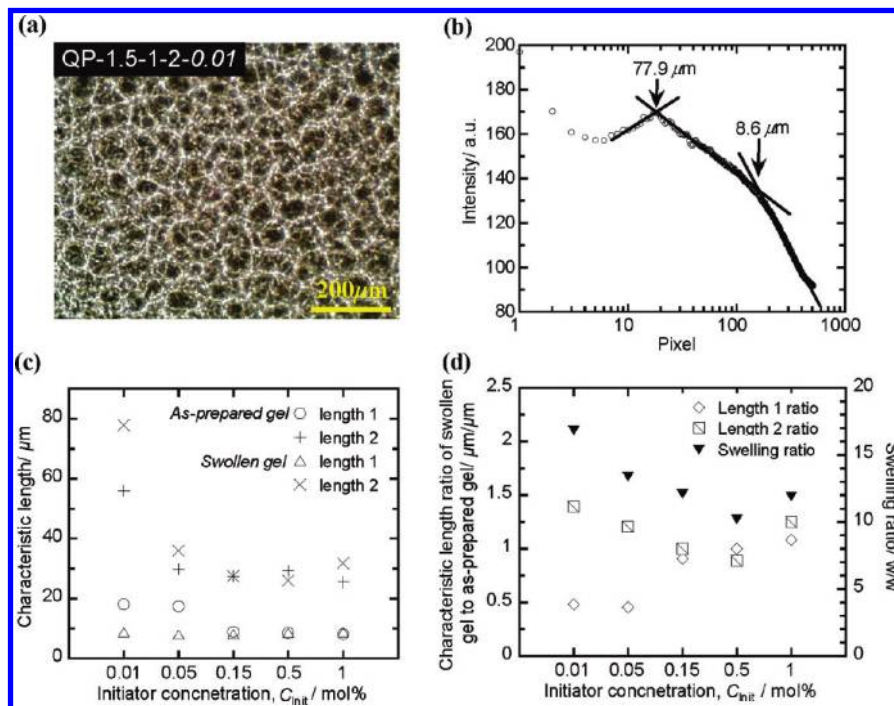 (a)
QP-1.5-1-2-0.01
200μm
(b)
200
180
160
140
120
100
80
Intensity/ a.u.
77.9 μm
8.6 μm
1
10
100
1000
Pixel
(c)
80
60
40
20
0
Characteristic length/ μm
As-prepared gel
length 1
length 2
Swollen gel
length 1
length 2
0.01
0.05
0.15
0.5
1
Initiator concnetration, Cinit / mol%
(d)
2.5
2
1.5
1
0.5
0
Characteristic length ratio of swollen
gel to as-prepared gel/ μm/μm
Length 1 ratio
Length 2 ratio
Swelling ratio
20
15
10
5
0
Swelling ratio/ w/w
0.01
0.05
0.15
0.5
1
Initiator concnetration, Cinit / mol%